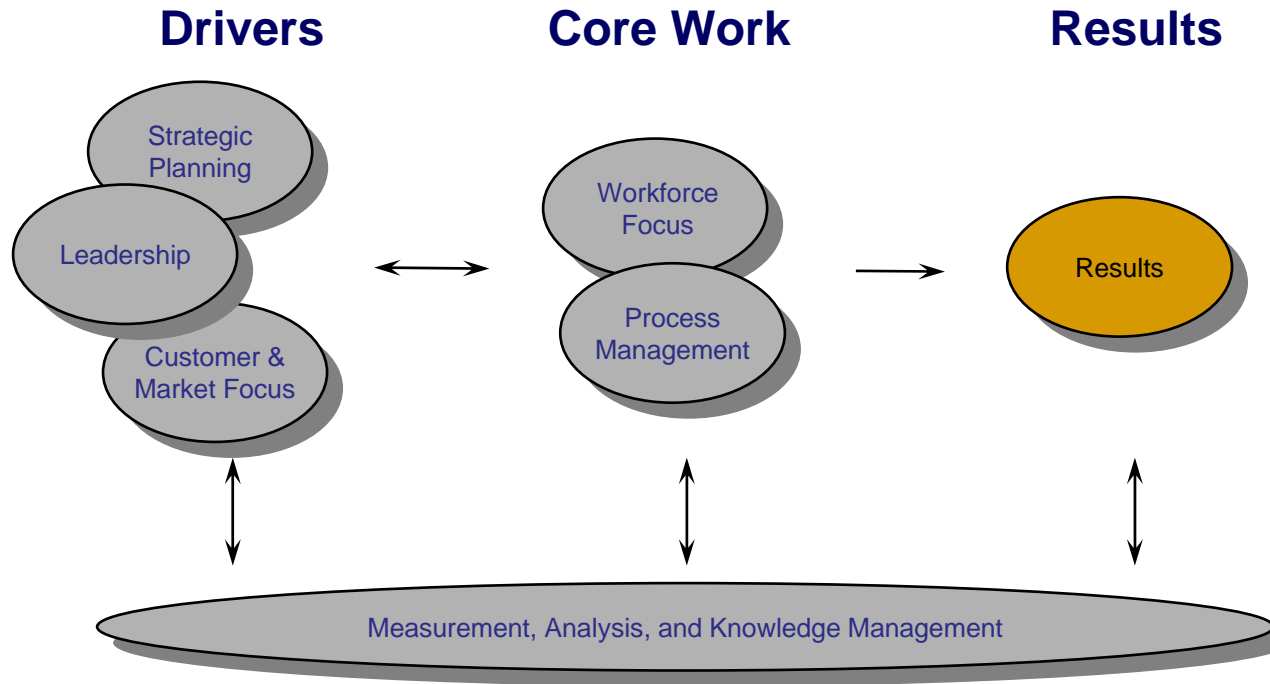 Drivers
Core Work
Results
Strategic
Planning
Leadership
Customer &
Market Focus
Workforce
Focus
Process
Management
Results
Measurement, Analysis, and Knowledge Management